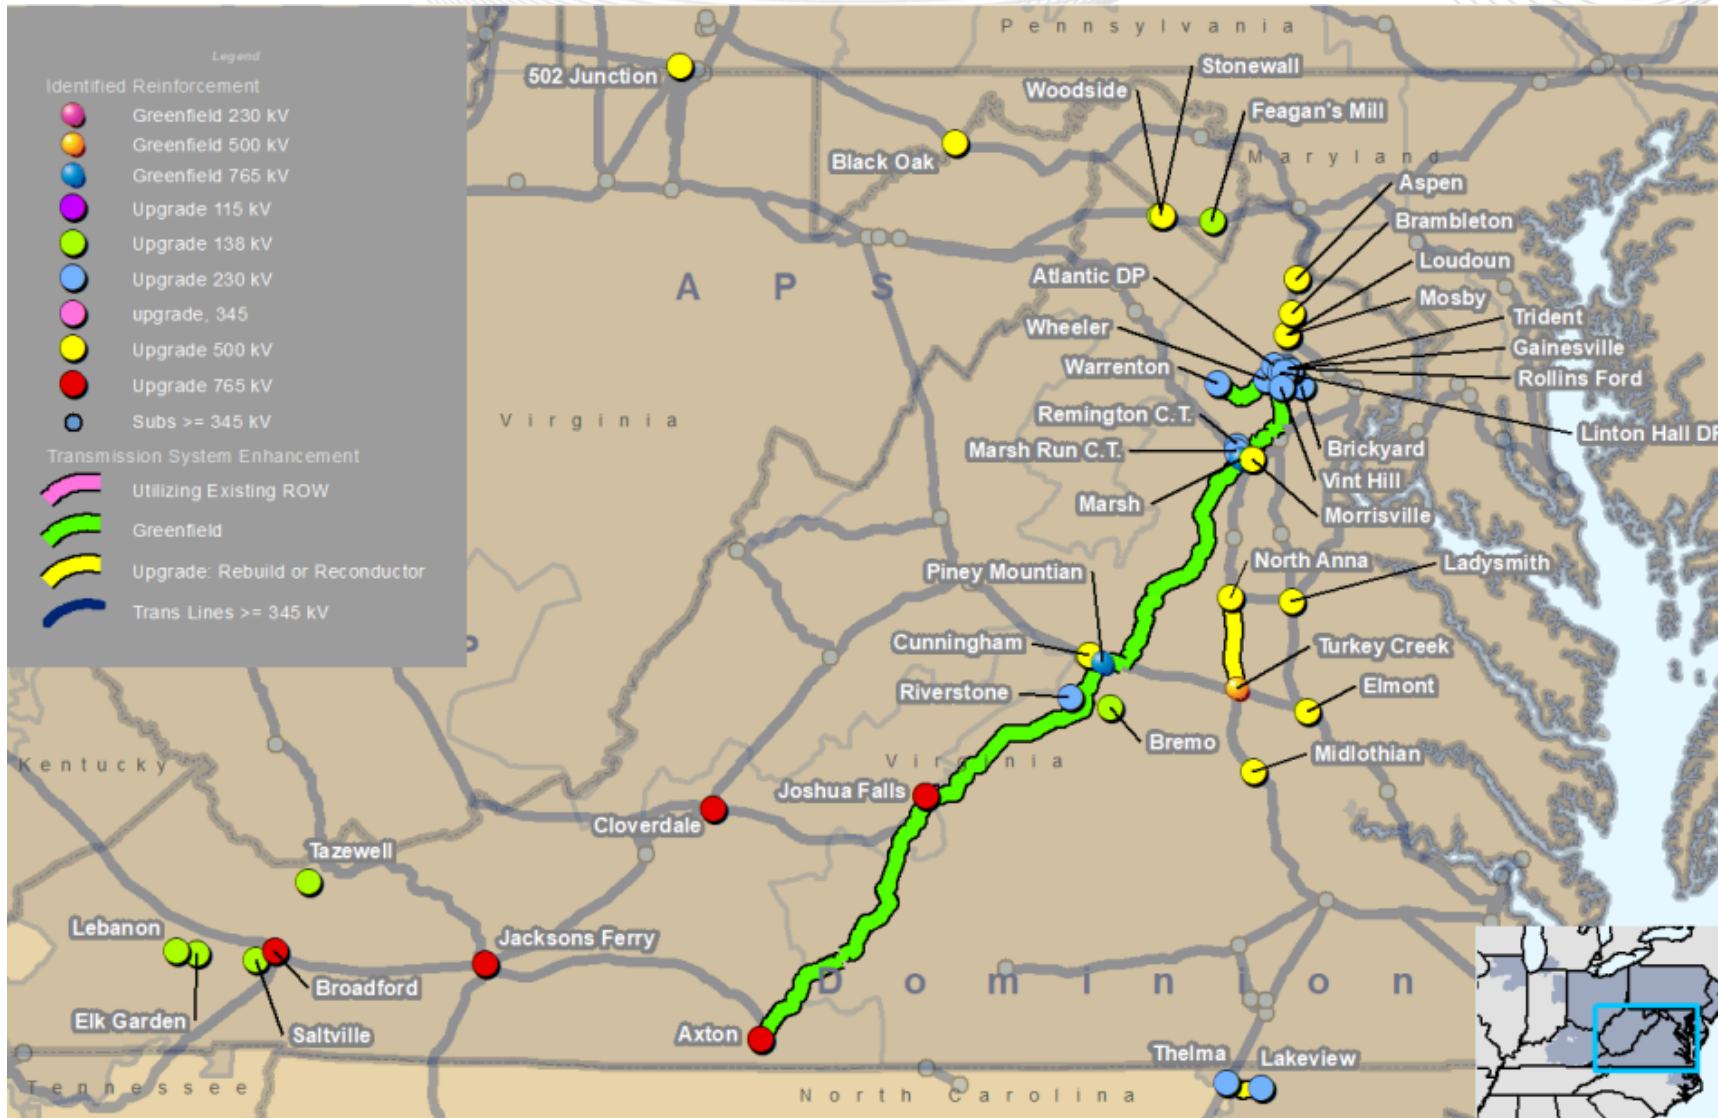 Legend
Identified Reinforcement
Greenfield 230 kV
Greenfield 500 kV
Greenfield 765 kV
Upgrade 115 kV
Upgrade 138 kV
Upgrade 230 kV
upgrade, 345
Upgrade 500 kV
Upgrade 765 kV
Subs >= 345 kV
Transmission System Enhancement
Utilizing Existing ROW
Greenfield
Upgrade: Rebuild or Reconductor
Trans Lines >= 345 kV
Pennsylvania
502 Junction
Stonewall
Woodside
Feagan's Mill
Black Oak
Maryland
Aspen
Brambleton
Loudoun
Atlantic DP
APS
Mosby
Trident
Wheeler
Gainesville
Warrenton
Rollins Ford
Remington C.T.
Virginia
Linton Hall DP
Marsh Run C.T.
Brickyard
Vint Hill
Marsh
Morrisville
North Anna
Ladysmith
Piney Mountian
Cunningham
Turkey Creek
P
Riverstone
Elmont
Bremo
Midlothian
Virginia
Kentucky
Joshua Falls
Cloverdale
Tazewell
Lebanon
Jacksons Ferry
Broadford
Dominion
Elk Garden
Saltville
Axton
Thelma
Lakeview
Tennessee
North Carolina